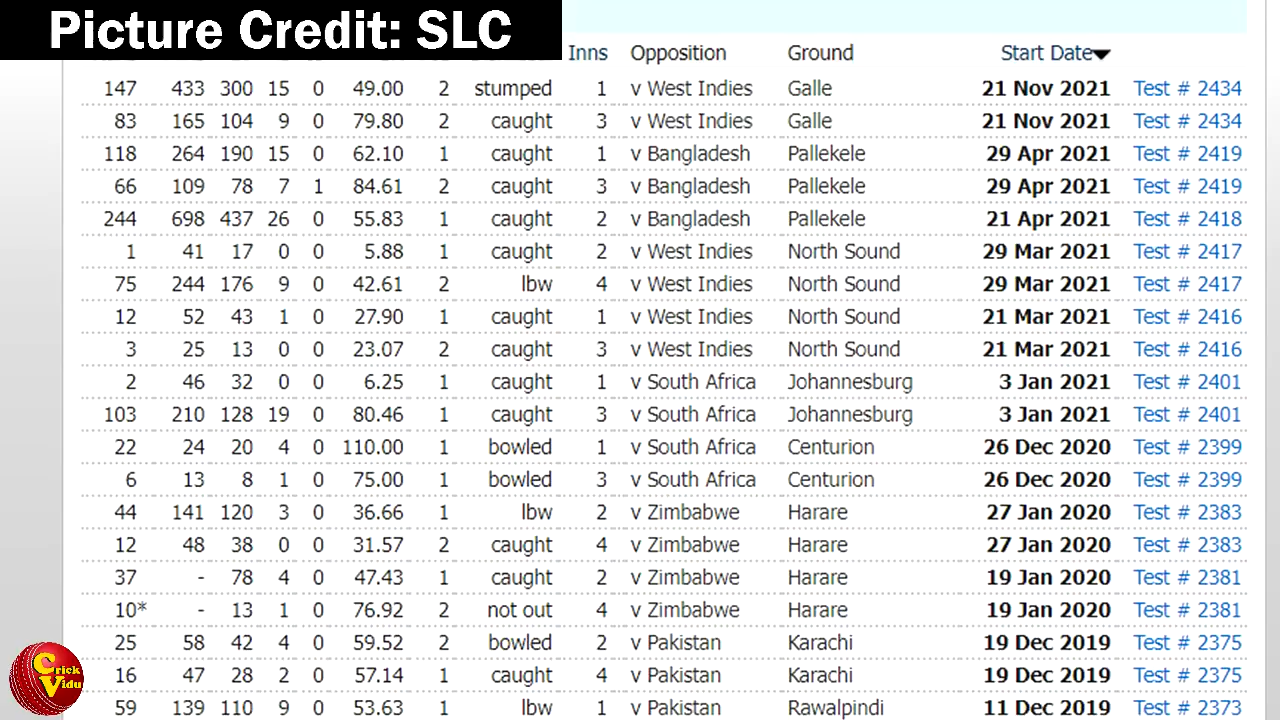 Picture Credit: SLC
Inns Opposition Ground Start Date
147 433 300 15 0 49.00 2 stumped 1 v West Indies Galle 21 Nov 2021 Test # 2434
83 165 104 9 0 79.80 2 caught 3 v West Indies Galle 21 Nov 2021 Test # 2434
118 264 190 15 0 62.10 1 caught 1 v Bangladesh Pallekele 29 Apr 2021 Test # 2419
66 109 78 7 1 84.61 2 caught 3 v Bangladesh Pallekele 29 Apr 2021 Test # 2419
244 698 437 26 0 55.83 1 caught 2 v Bangladesh Pallekele 21 Apr 2021 Test # 2418
1 41 17 0 0 5.88 1 caught 2 v West Indies North Sound 29 Mar 2021 Test # 2417
75 244 176 9 0 42.61 2 lbw 4 v West Indies North Sound 29 Mar 2021 Test # 2417
12 52 43 1 0 27.90 1 caught 1 v West Indies North Sound 21 Mar 2021 Test # 2416
3 25 13 0 0 23.07 2 caught 3 v West Indies North Sound 21 Mar 2021 Test # 2416
2 46 32 0 0 6.25 1 caught 1 v South Africa Johannesburg 3 Jan 2021 Test # 2401
103 210 128 19 0 80.46 1 caught 3 v South Africa Johannesburg 3 Jan 2021 Test # 2401
22 24 20 4 0 110.00 1 bowled 1 v South Africa Centurion 26 Dec 2020 Test # 2399
6 13 8 1 0 75.00 1 bowled 3 v South Africa Centurion 26 Dec 2020 Test # 2399
44 141 120 3 0 36.66 1 lbw 2 v Zimbabwe Harare 27 Jan 2020 Test # 2383
12 48 38 0 0 31.57 2 caught 4 v Zimbabwe Harare 27 Jan 2020 Test # 2383
37 - 78 4 0 47.43 1 caught 2 v Zimbabwe Harare 19 Jan 2020 Test # 2381
10* - 13 1 0 76.92 2 not out 4 v Zimbabwe Harare 19 Jan 2020 Test # 2381
25 58 42 4 0 59.52 2 bowled 2 v Pakistan Karachi 19 Dec 2019 Test # 2375
16 47 28 2 0 57.14 1 caught 4 v Pakistan Karachi 19 Dec 2019 Test # 2375
59 139 110 9 0 53.63 1 lbw 1 v Pakistan Rawalpindi 11 Dec 2019 Test # 2373
Crick
Vidu